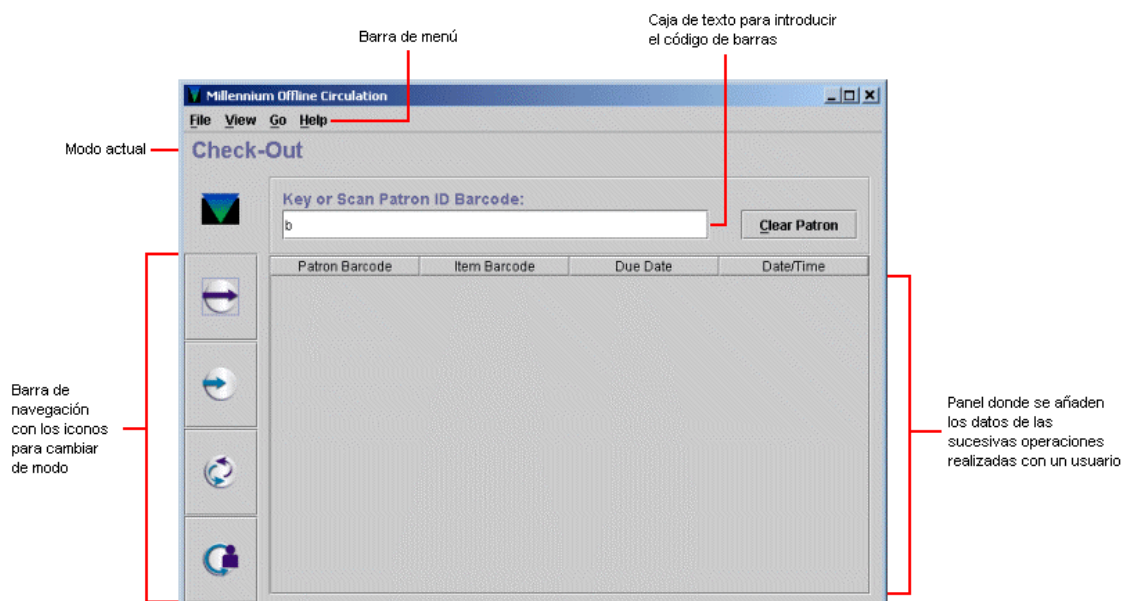 Caja de texto para introducir
el código de barras
Barra de menú
Millennium Offline Circulation
File View Go Help
Modo actual
Check-Out
Key or Scan Patron ID Barcode:
b
Clear Patron
Patron Barcode Item Barcode Due Date Date/Time
Barra de
navegación
con los iconos
para cambiar
de modo
Panel donde se añaden
los datos de las
sucesivas operaciones
realizadas con un usuario